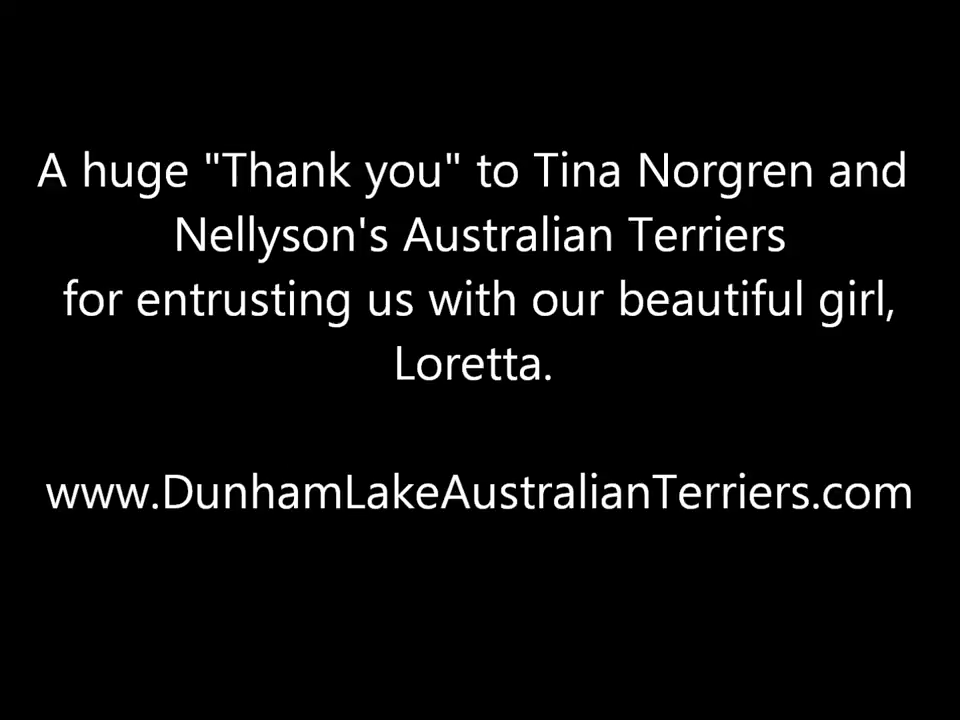 A huge "Thank you" to Tina Norgren and
Nellyson's Australian Terriers
for entrusting us with our beautiful girl,
Loretta.
www.DunhamLakeAustralianTerriers.com